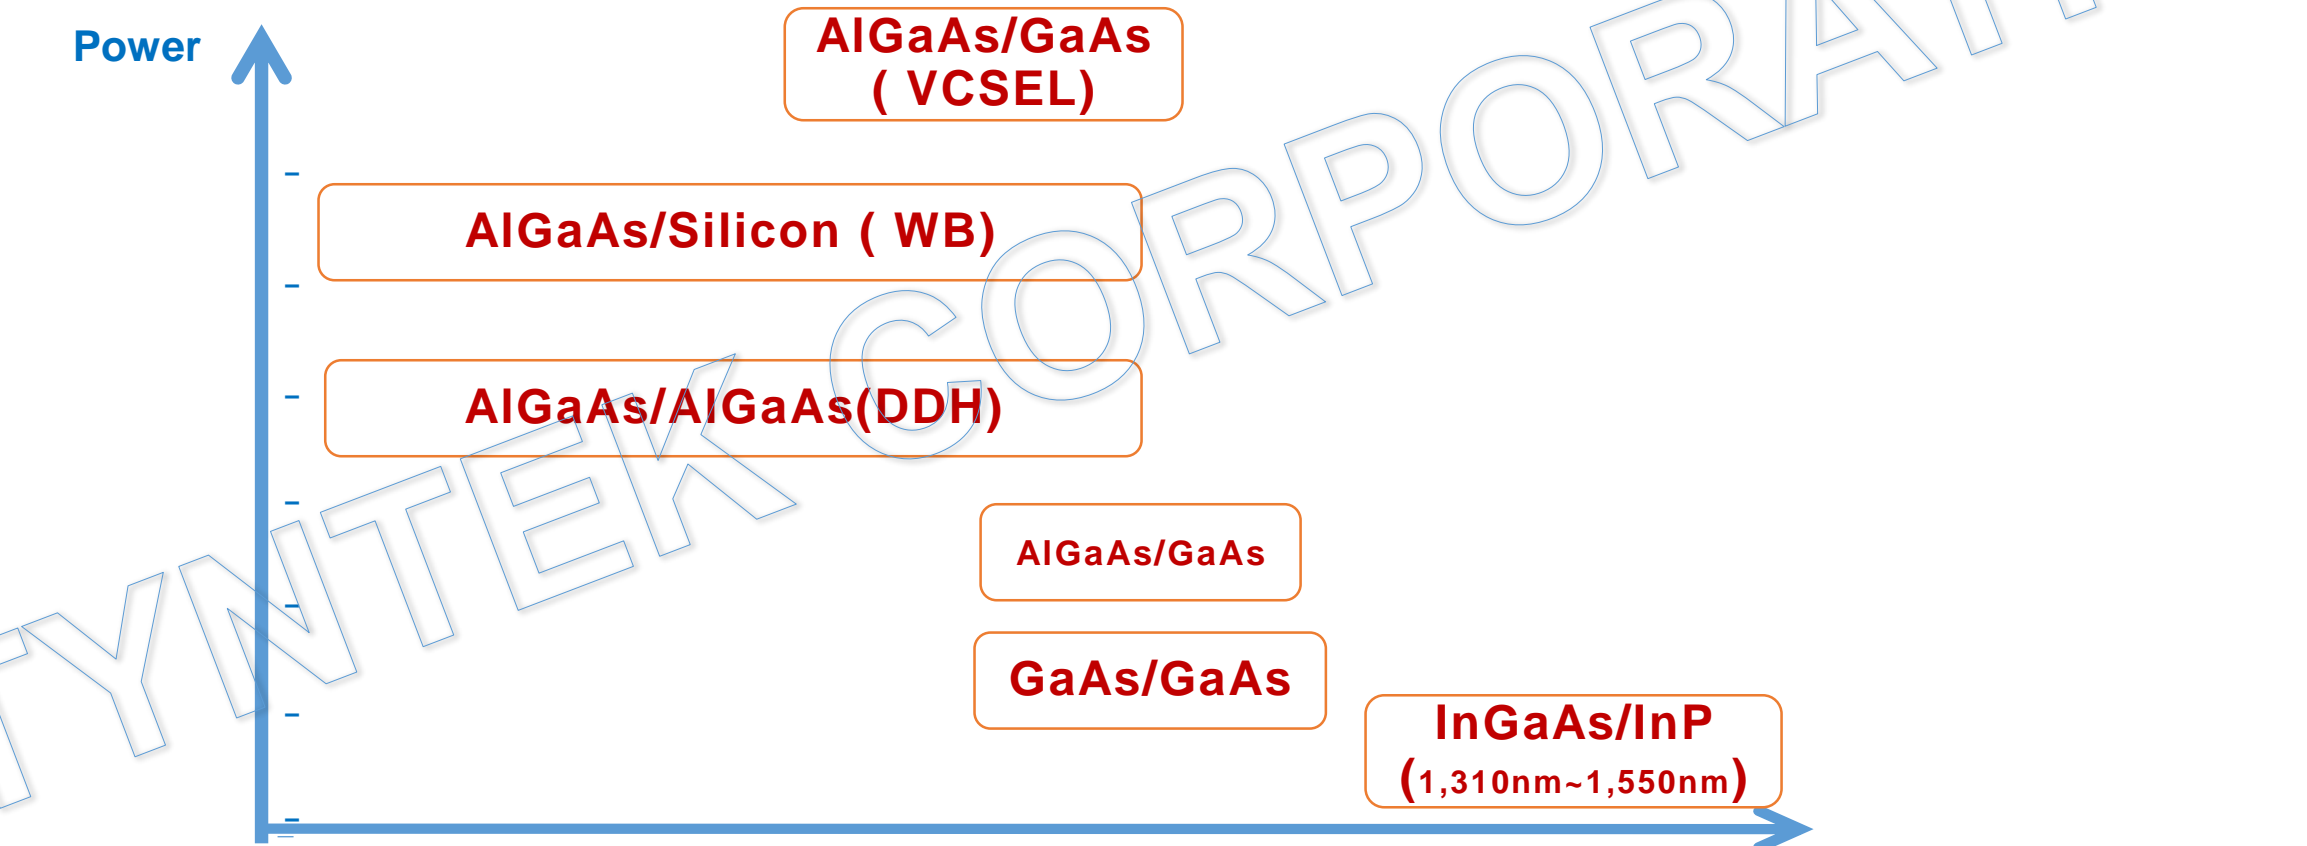 Power
AlGaAs/GaAs
( VCSEL)
AlGaAs/Silicon ( WB)
AlGaAs/AlGaAs(DDH)
AlGaAs/GaAs
GaAs/GaAs
InGaAs/InP
(1,310nm~1,550nm)
TYNTEK CORPORATI